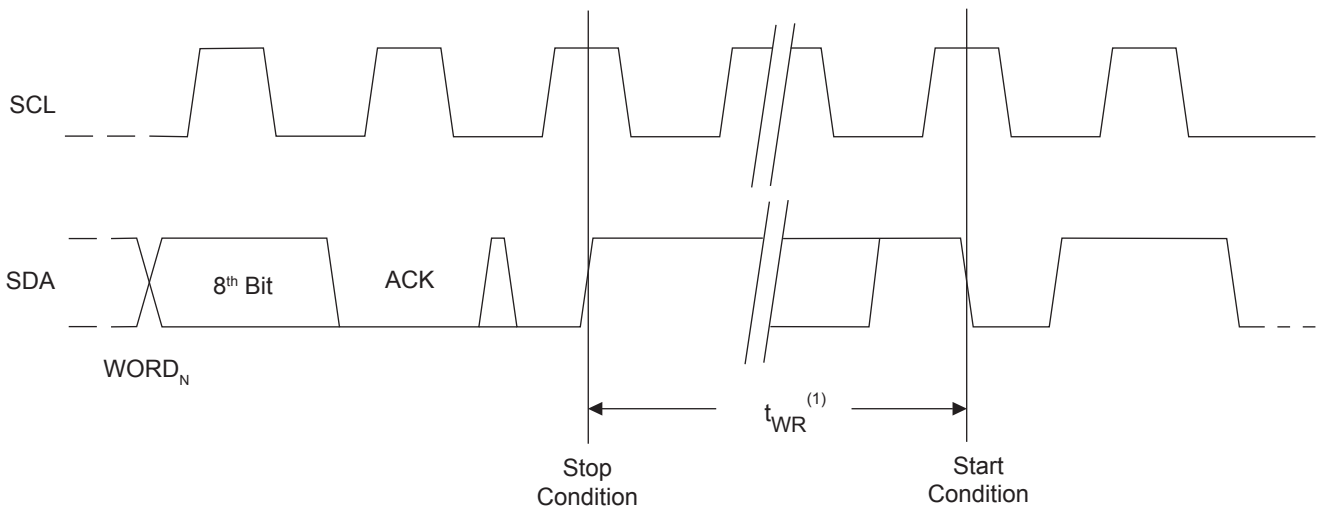 SCL
SDA
8th Bit
ACK
WORDN
tWR(1)
Stop
Condition
Start
Condition